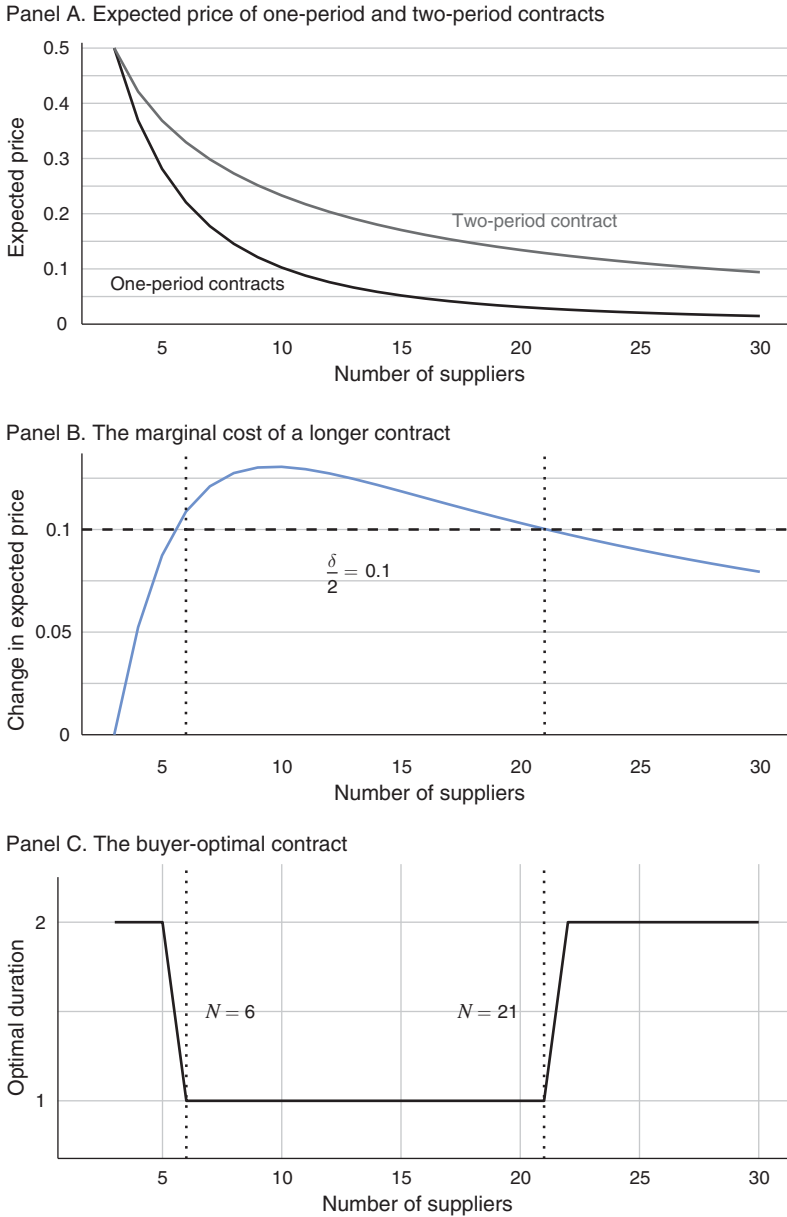 Panel A. Expected price of one-period and two-period contracts
0.5
0.4
0.3
0.2
0.1
0
Expected price
Two-period contract
One-period contracts
5 10 15 20 25 30
Number of suppliers
Panel B. The marginal cost of a longer contract
0.1
0.05
0
Change in expected price
δ/2 = 0.1
5 10 15 20 25 30
Number of suppliers
Panel C. The buyer-optimal contract
2
1
Optimal duration
N = 6 N = 21
5 10 15 20 25 30
Number of suppliers